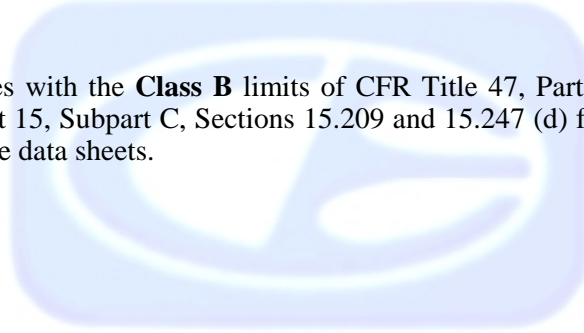 with the Class B limits of CFR Title 47, Part
15, Subpart C, Sections 15.209 and 15.247 (d)
data sheets.